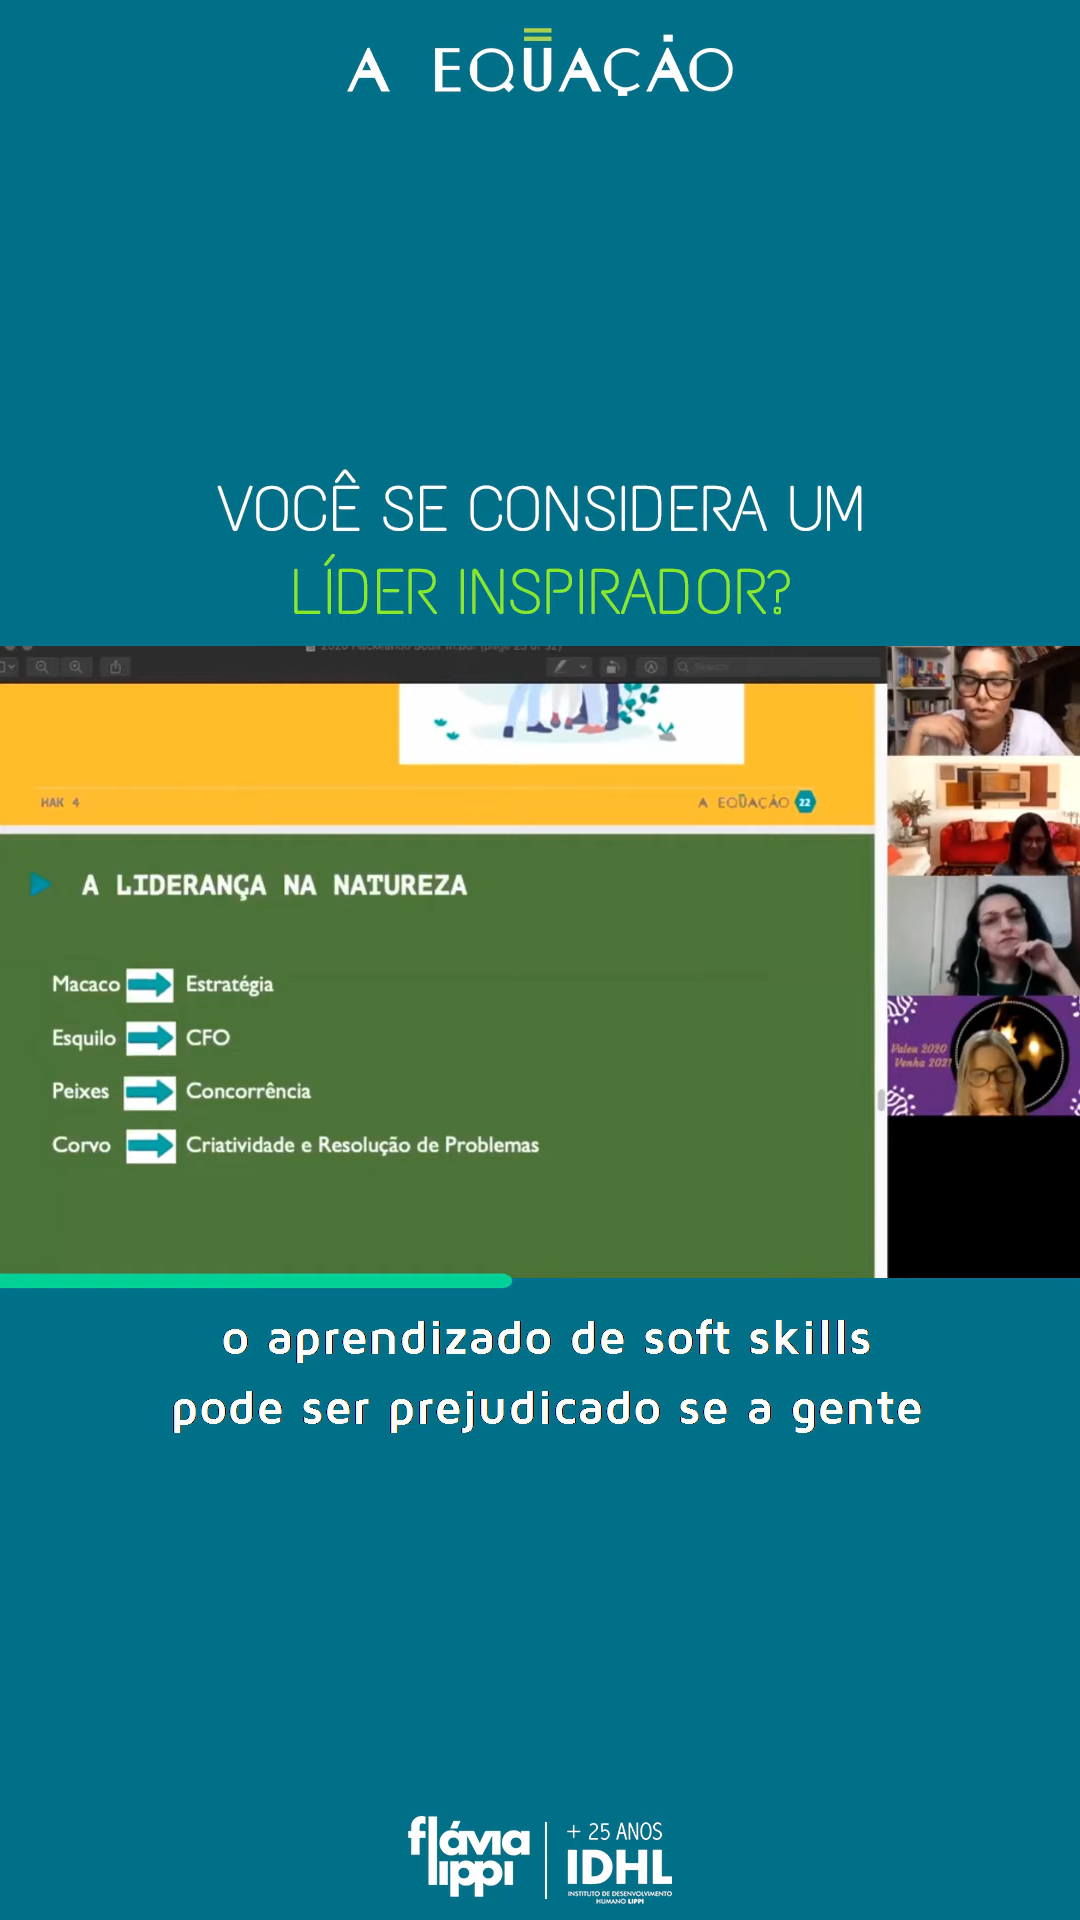 A EQUAÇÃO
VOCÊ SE CONSIDERA UM
LÍDER INSPIRADOR?
Search
HAK 4
A EQUAÇÃO 22
A LIDERANÇA NA NATUREZA
Macaco Estratégia
Esquilo CFO
Peixes Concorrência
Corvo Criatividade e Resolução de Problemas
Valeu 2020
Venha 2021
o aprendizado de soft skills
pode ser prejudicado se a gente
flávia
lippi
+ 25 ANOS
IDHL
INSTITUTO DE DESENVOLVIMENTO
HUMANO LIPPI